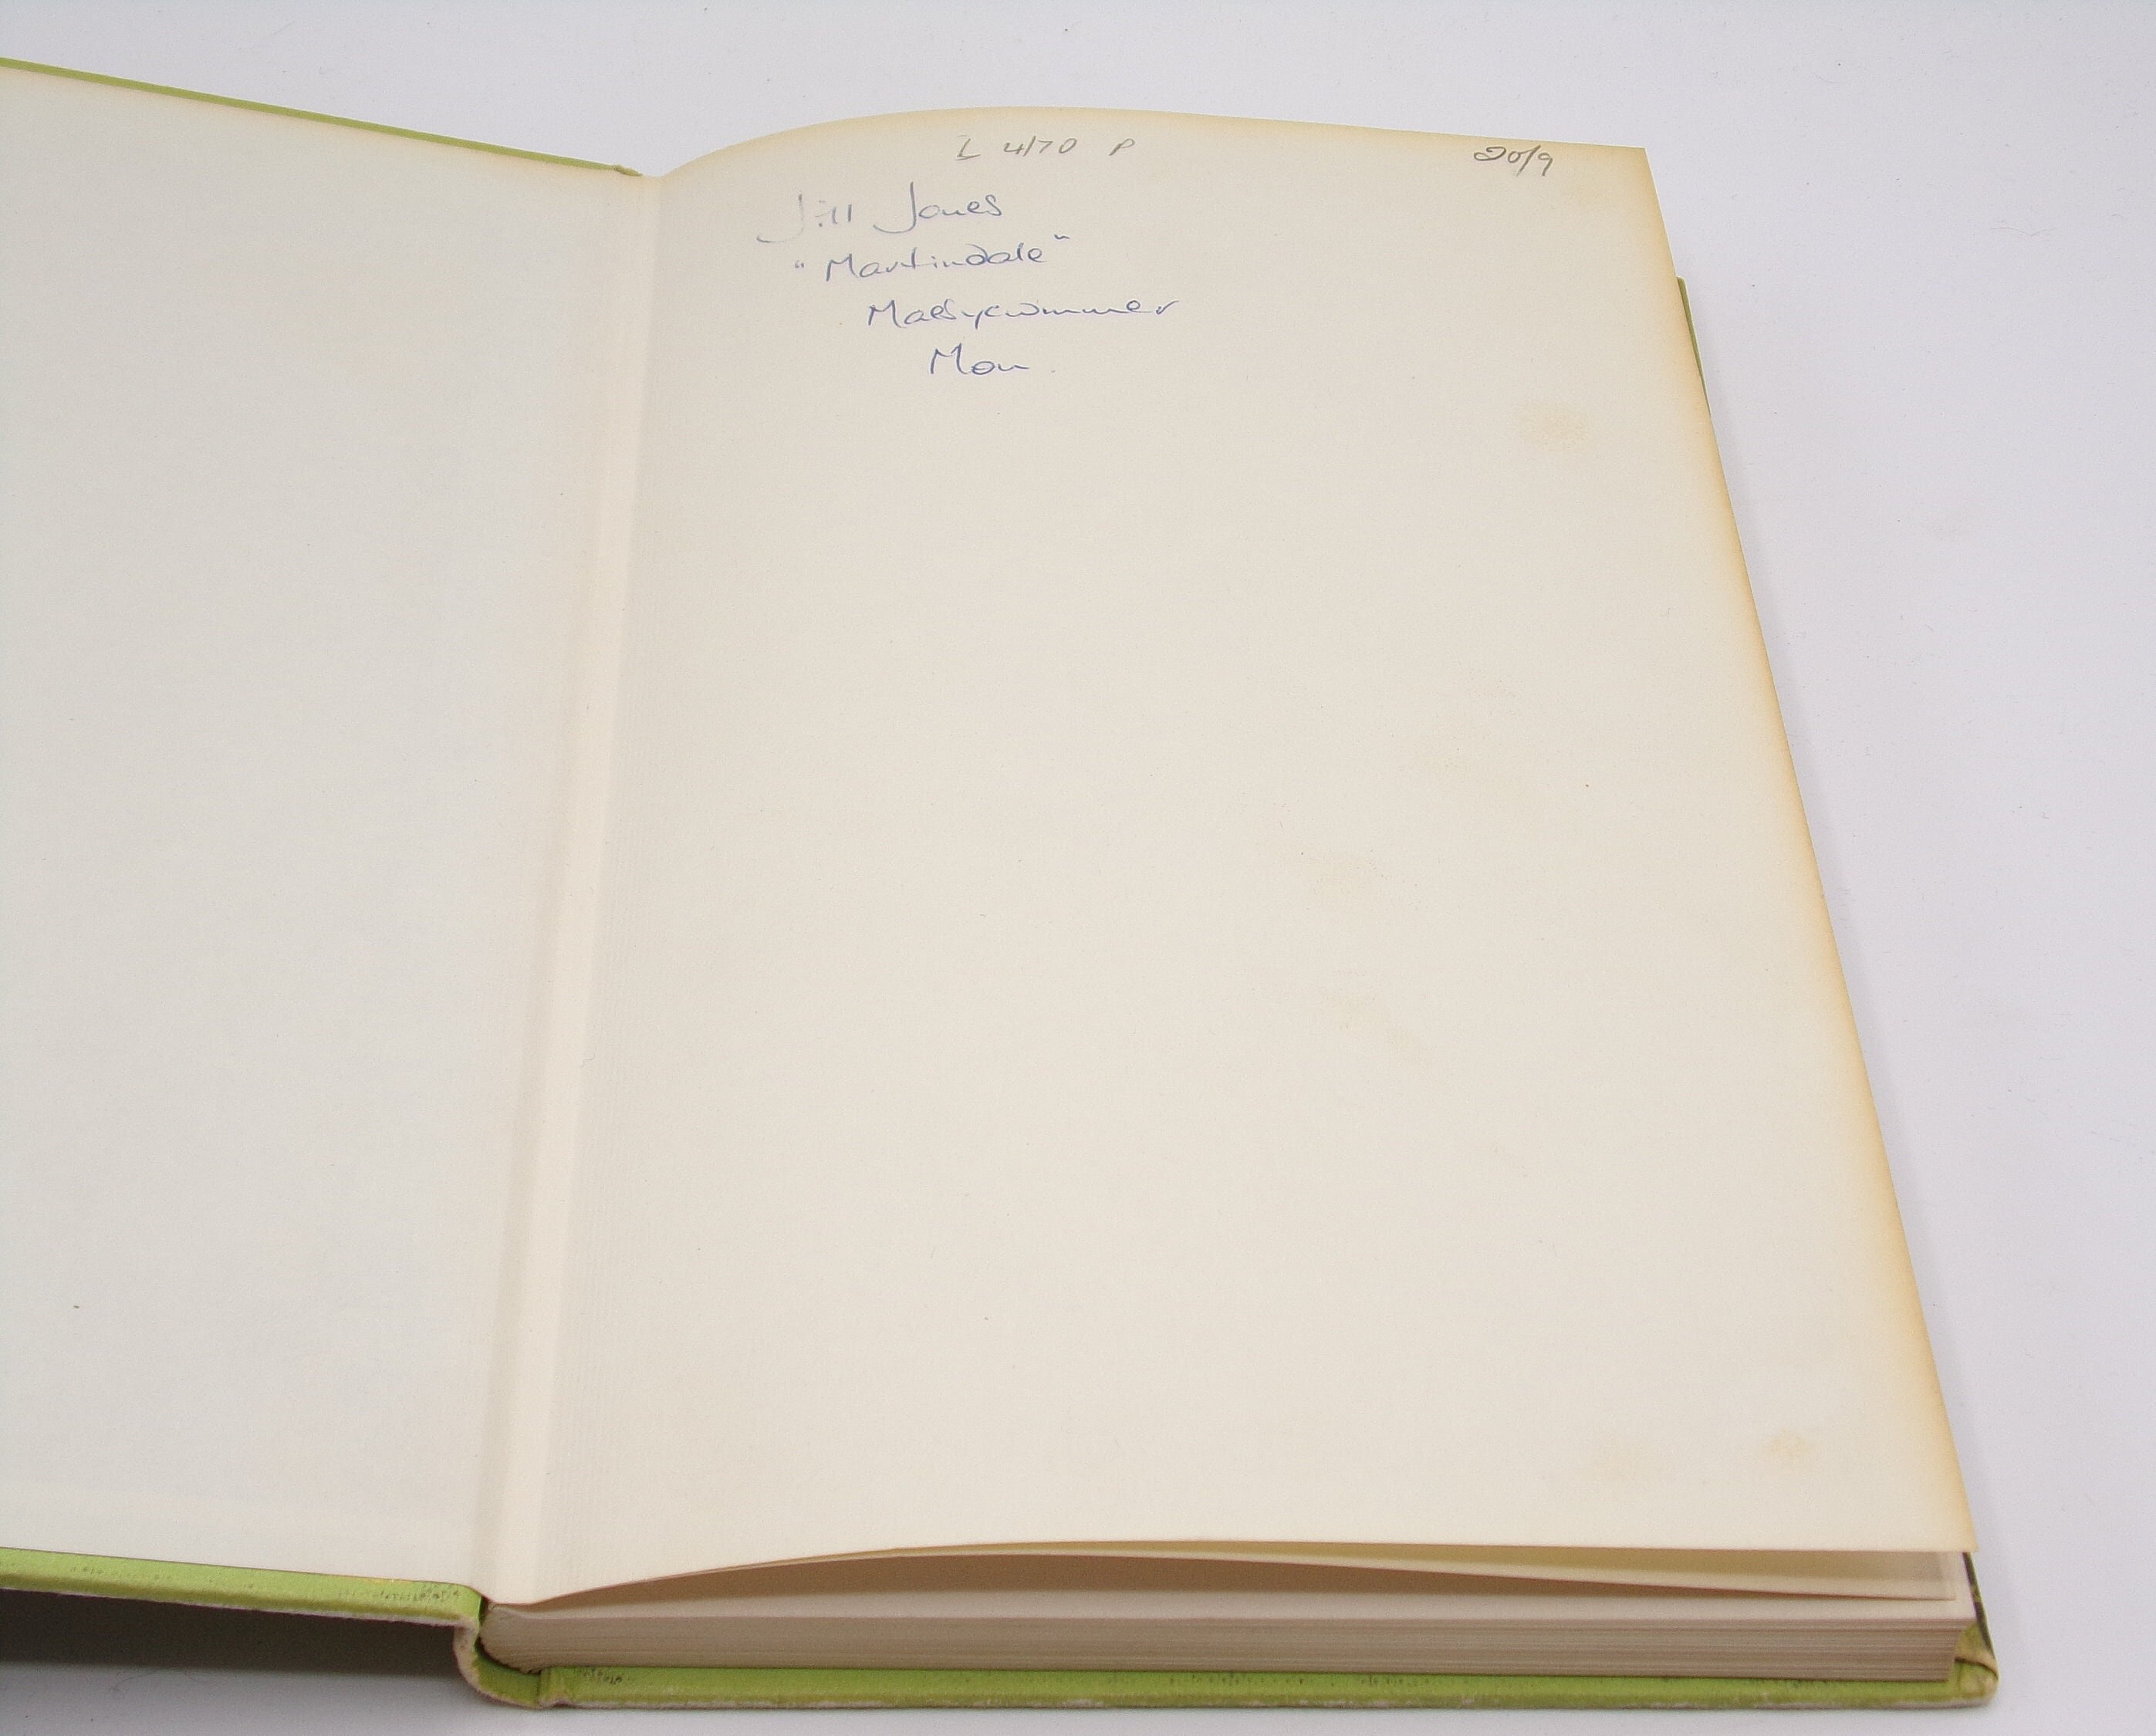 L 4/70 P 20/9
Jill Jones
"Martindale"
Maesycwmmer
Mon